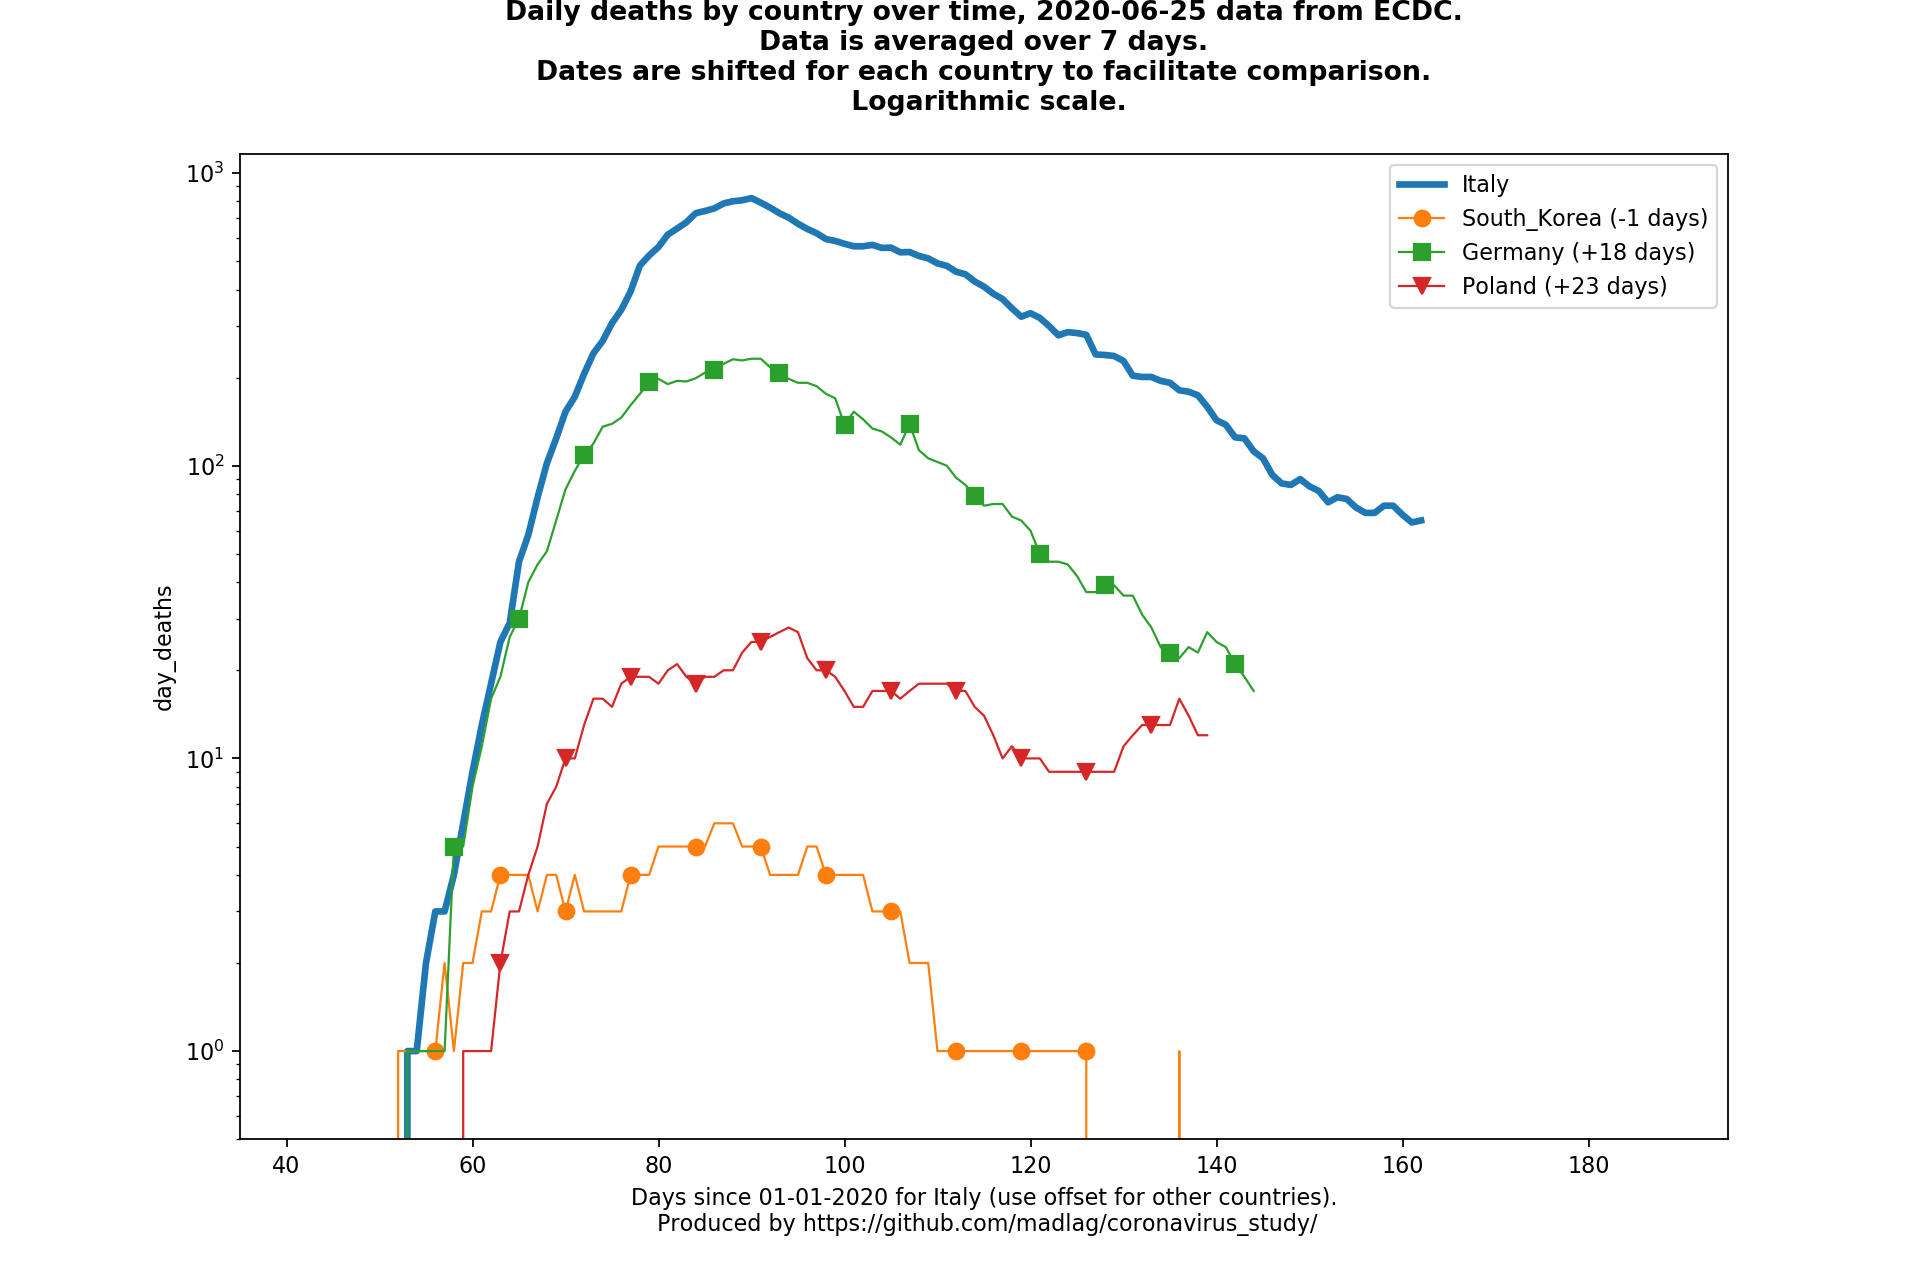 Daily deaths by country over time, 2020-06-25 data from ECDC.
Data is averaged over 7 days.
Dates are shifted for each country to facilitate comparison.
Logarithmic scale.
10³
10²
10¹
10⁰
day_deaths
Italy
South_Korea (-1 days)
Germany (+18 days)
Poland (+23 days)
40 60 80 100 120 140 160 180
Days since 01-01-2020 for Italy (use offset for other countries).
Produced by https://github.com/madlag/coronavirus_study/